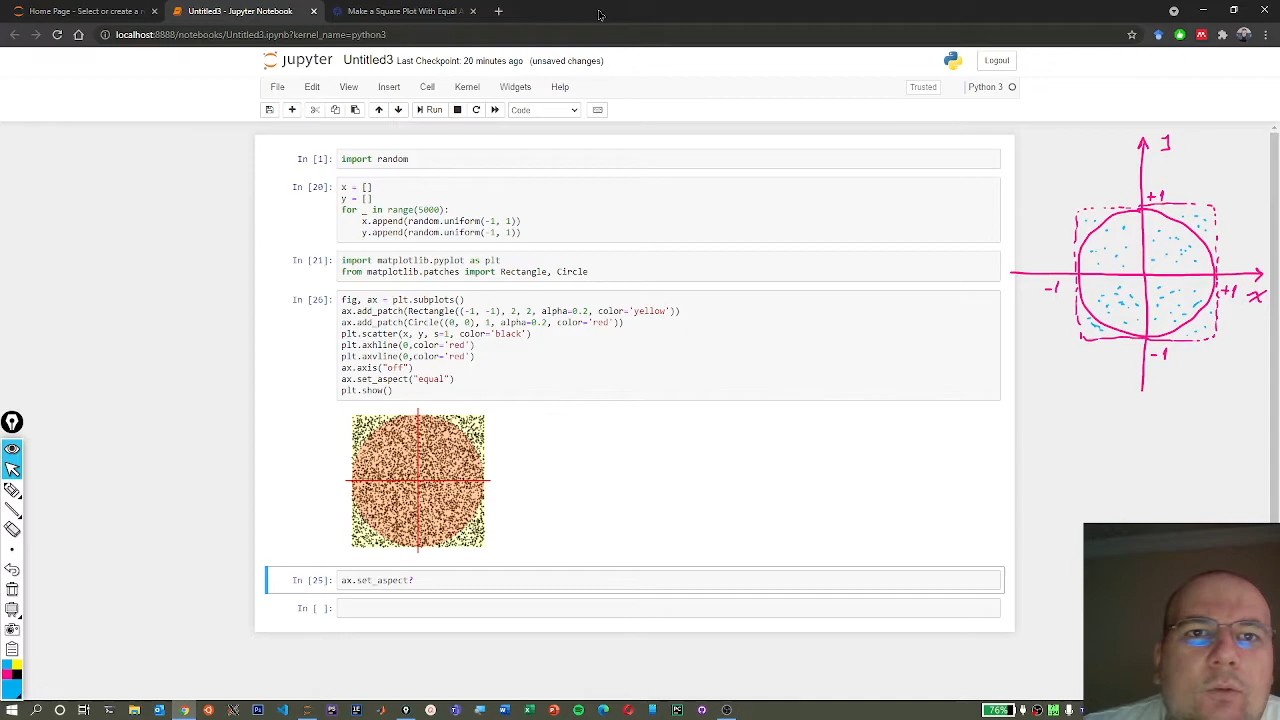 Home Page - Select or create a n
Untitled3 - Jupyter Notebook
Make a Square Plot With Equal A
localhost:8888/notebooks/Untitled3.ipynb?kernel_name=python3
jupyter Untitled3 Last Checkpoint: 20 minutes ago (unsaved changes)
Logout
File Edit View Insert Cell Kernel Widgets Help
Trusted
Python 3
Run
Code
In [1]:
import random
In [20]:
x = []
y = []
for _ in range(5000):
    x.append(random.uniform(-1, 1))
    y.append(random.uniform(-1, 1))
In [21]:
import matplotlib.pyplot as plt
from matplotlib.patches import Rectangle, Circle
In [26]:
fig, ax = plt.subplots()
ax.add_patch(Rectangle((-1, -1), 2, 2, alpha=0.2, color='yellow'))
ax.add_patch(Circle((0, 0), 1, alpha=0.2, color='red'))
plt.scatter(x, y, s=1, color='black')
plt.axhline(0,color='red')
plt.axvline(0,color='red')
ax.axis("off")
ax.set_aspect("equal")
plt.show()
In [25]:
ax.set_aspect?
In [ ]:
+1
-1
+1
x
-1
76%